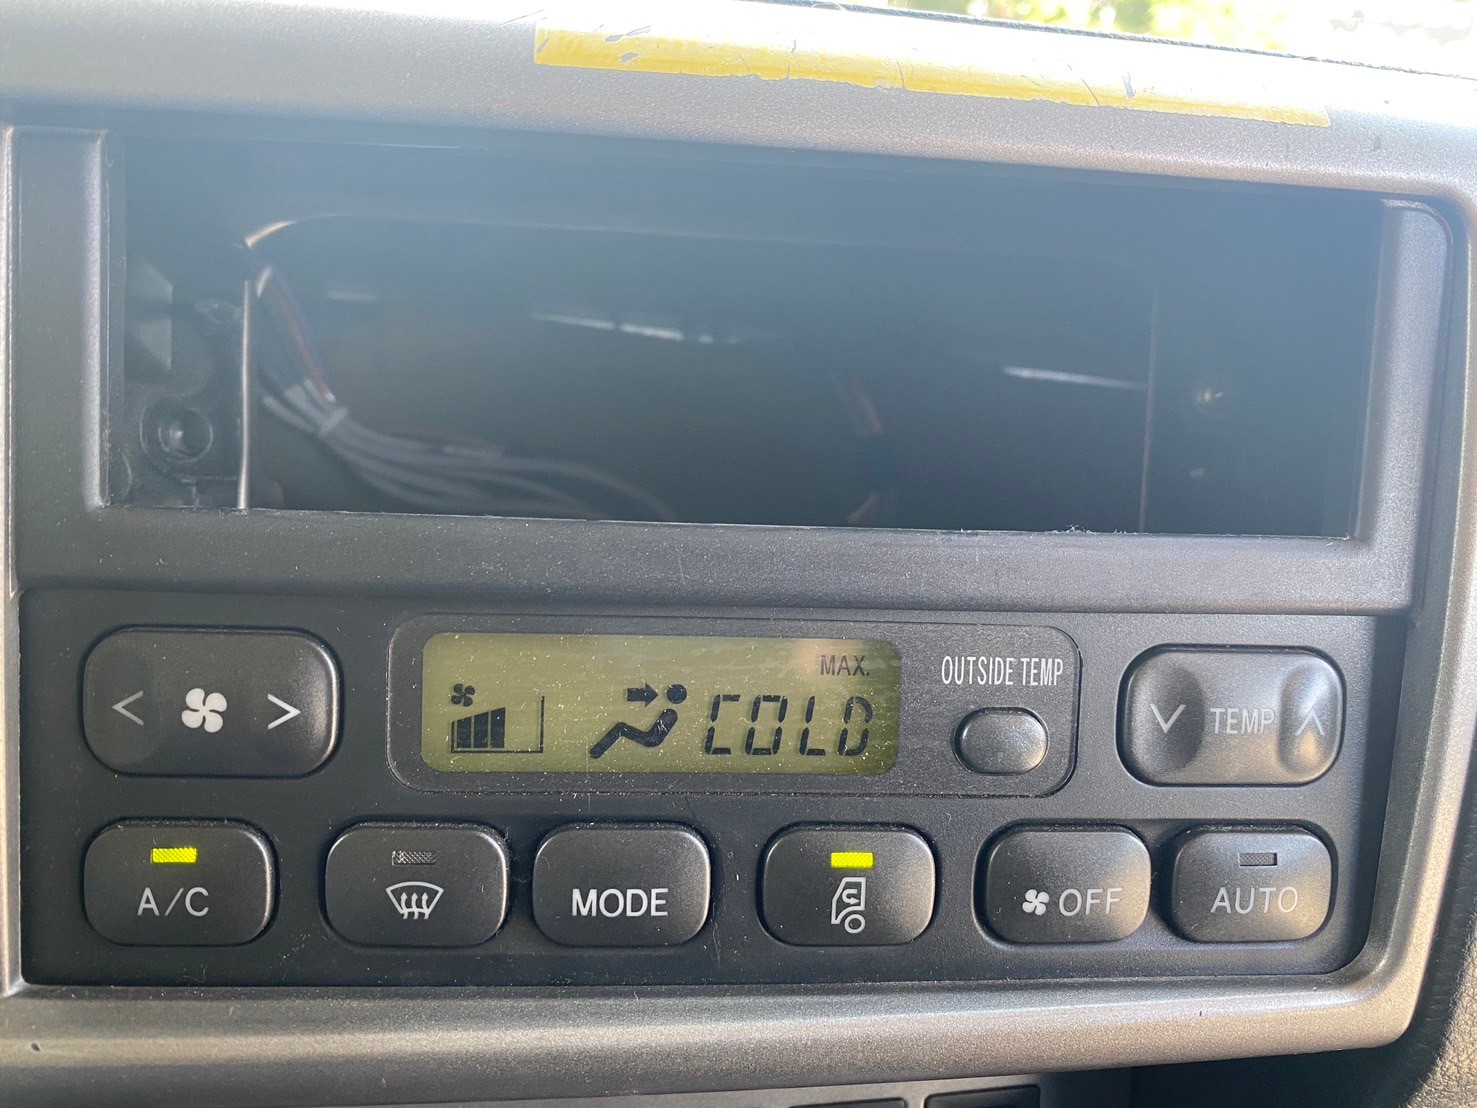 MAX.
COLD
OUTSIDE TEMP
< >
TEMP
A/C
MODE
OFF
AUTO